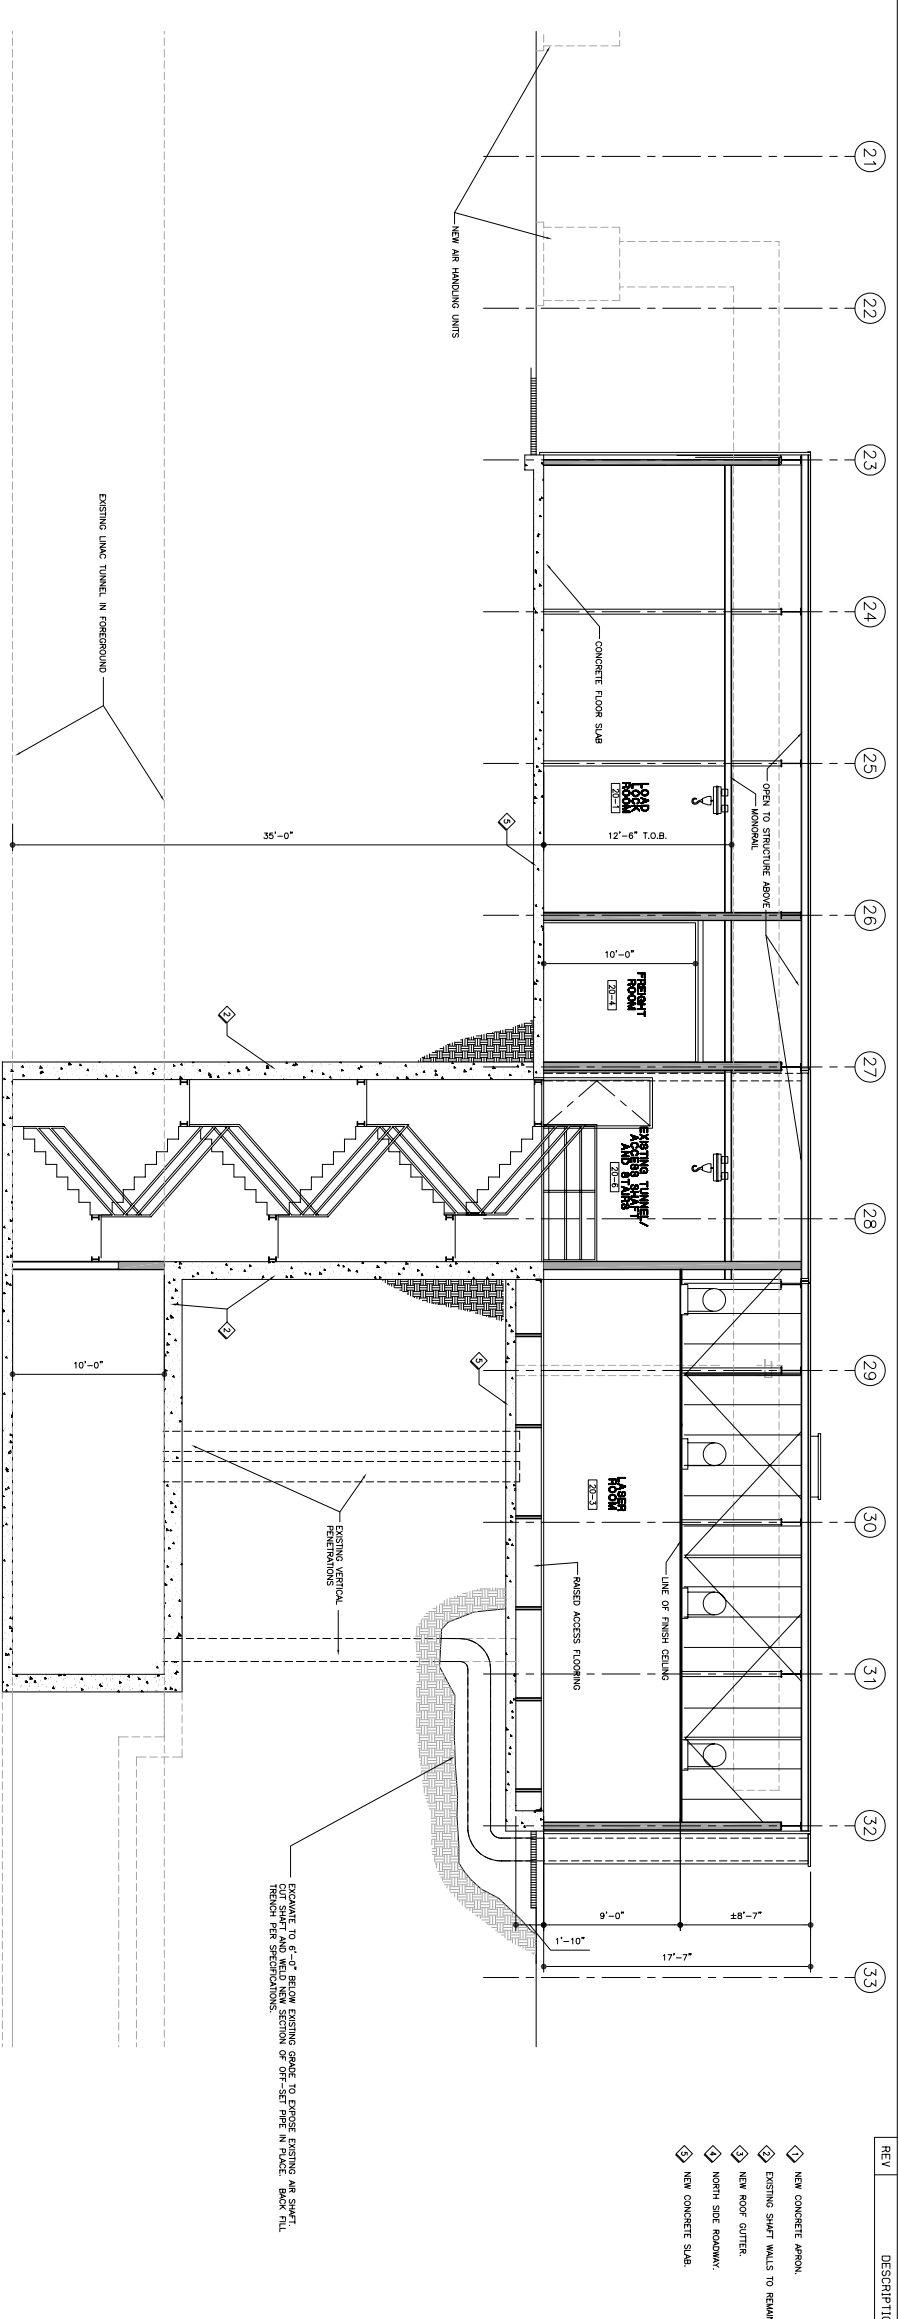 21
22
23
24
25
26
27
28
29
30
31
32
33
NEW AIR HANDLING UNITS
EXISTING LINAC TUNNEL IN FOREGROUND
CONCRETE FLOOR SLAB
LOAD
LOCK
ROOM
20-1
OPEN TO STRUCTURE ABOVE
MONORAIL
35'-0"
12'-6" T.O.B.
5
10'-0"
FREIGHT
ROOM
20-4
2
EXISTING TUNNEL/
ACCESS SHAFT
AND STAIRS
20-6
2
10'-0"
5
LASER
ROOM
20-3
EXISTING VERTICAL
PENETRATIONS
RAISED ACCESS FLOORING
LINE OF FINISH CEILING
9'-0"
±8'-7"
1'-10"
17'-7"
EXCAVATE TO 6'-0" BELOW EXISTING GRADE TO EXPOSE EXISTING AIR SHAFT.
CUT SHAFT AND WELD NEW SECTION OF OFF-SET PIPE IN PLACE. BACK FILL
TRENCH PER SPECIFICATIONS.
REV
DESCRIPTIO
1 NEW CONCRETE APRON.
2 EXISTING SHAFT WALLS TO REMAI
3 NEW ROOF GUTTER.
4 NORTH SIDE ROADWAY.
5 NEW CONCRETE SLAB.